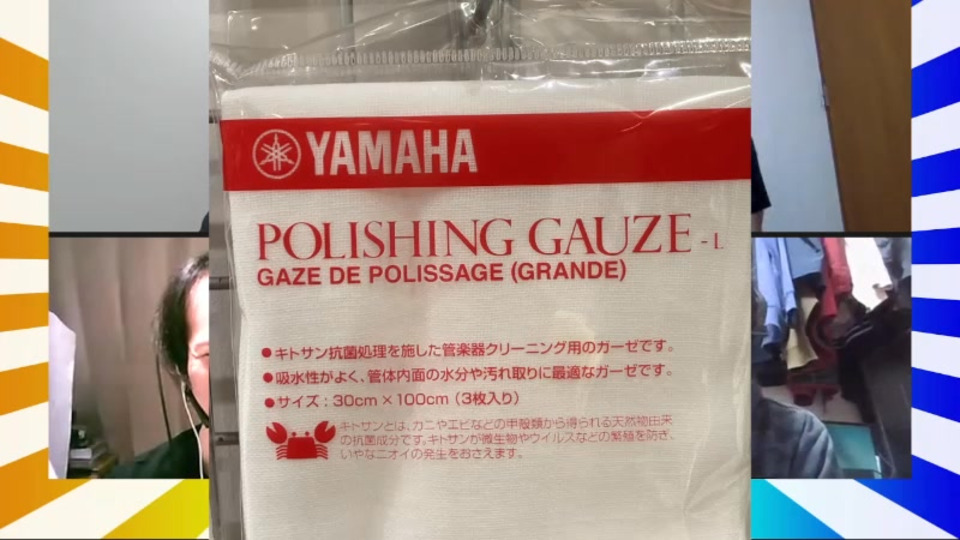 YAMAHA
POLISHING GAUZE - L
GAZE DE POLISSAGE (GRANDE)
●キトサン抗菌処理を施した管楽器クリーニング用のガーゼです。
●吸水性がよく、管体内面の水分や汚れ取りに最適なガーゼです。
●サイズ：30cm×100cm（3枚入り）
キトサンとは、カニやエビなどの甲殻類から得られる天然物由来
の抗菌成分です。キトサンが微生物やウイルスなどの繁殖を防ぎ、
いやなニオイの発生をおさえます。